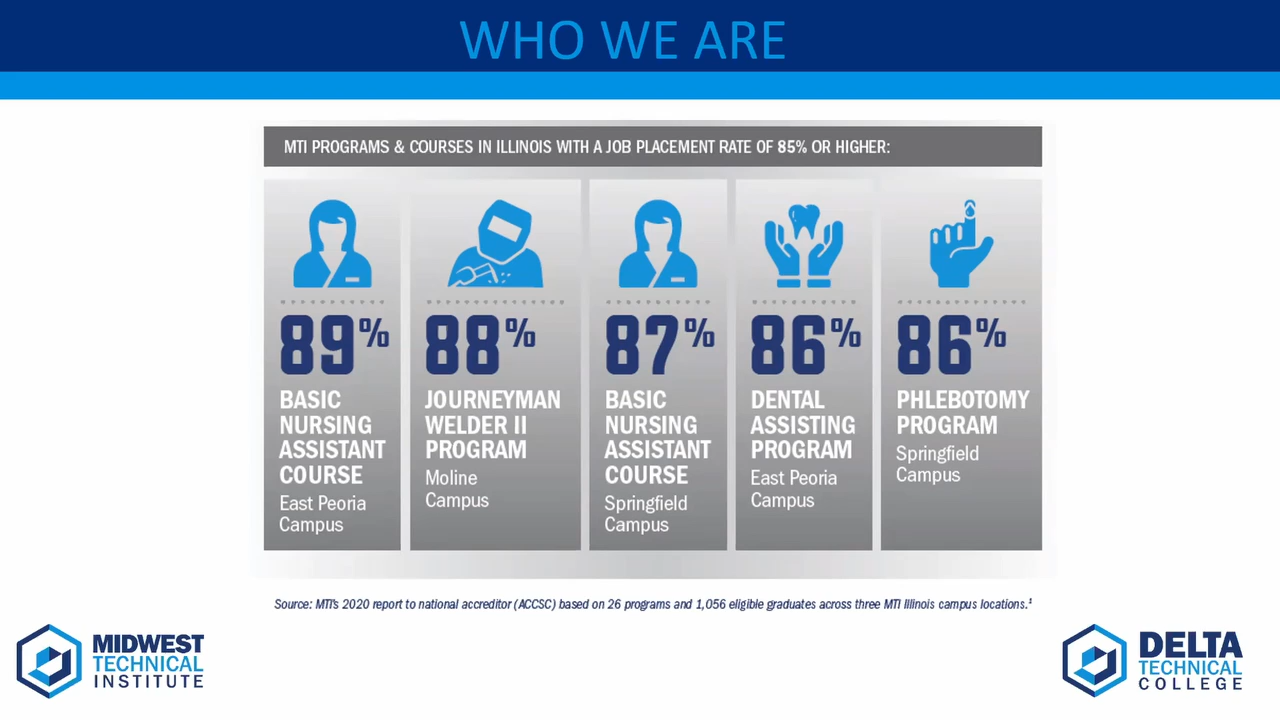 WHO WE ARE
MTI PROGRAMS & COURSES IN ILLINOIS WITH A JOB PLACEMENT RATE OF 85% OR HIGHER:
89%
BASIC
NURSING
ASSISTANT
COURSE
East Peoria
Campus
88%
JOURNEYMAN
WELDER II
PROGRAM
Moline
Campus
87%
BASIC
NURSING
ASSISTANT
COURSE
Springfield
Campus
86%
DENTAL
ASSISTING
PROGRAM
East Peoria
Campus
86%
PHLEBOTOMY
PROGRAM
Springfield
Campus
Source: MTI's 2020 report to national accreditor (ACCSC) based on 26 programs and 1,056 eligible graduates across three MTI Illinois campus locations.¹
MIDWEST
TECHNICAL
INSTITUTE
DELTA
TECHNICAL
COLLEGE